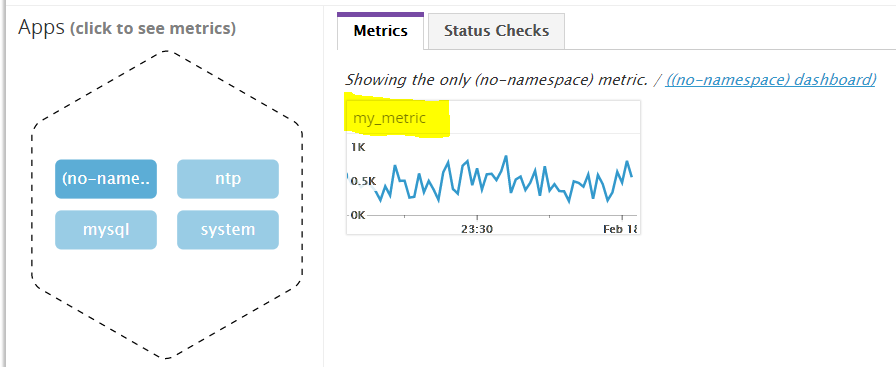 Apps (click to see metrics)
(no-name..
ntp
mysql
system
Metrics
Status Checks
Showing the only (no-namespace) metric. / ((no-namespace) dashboard)
my_metric
1K
0.5K
0K
23:30
Feb 18